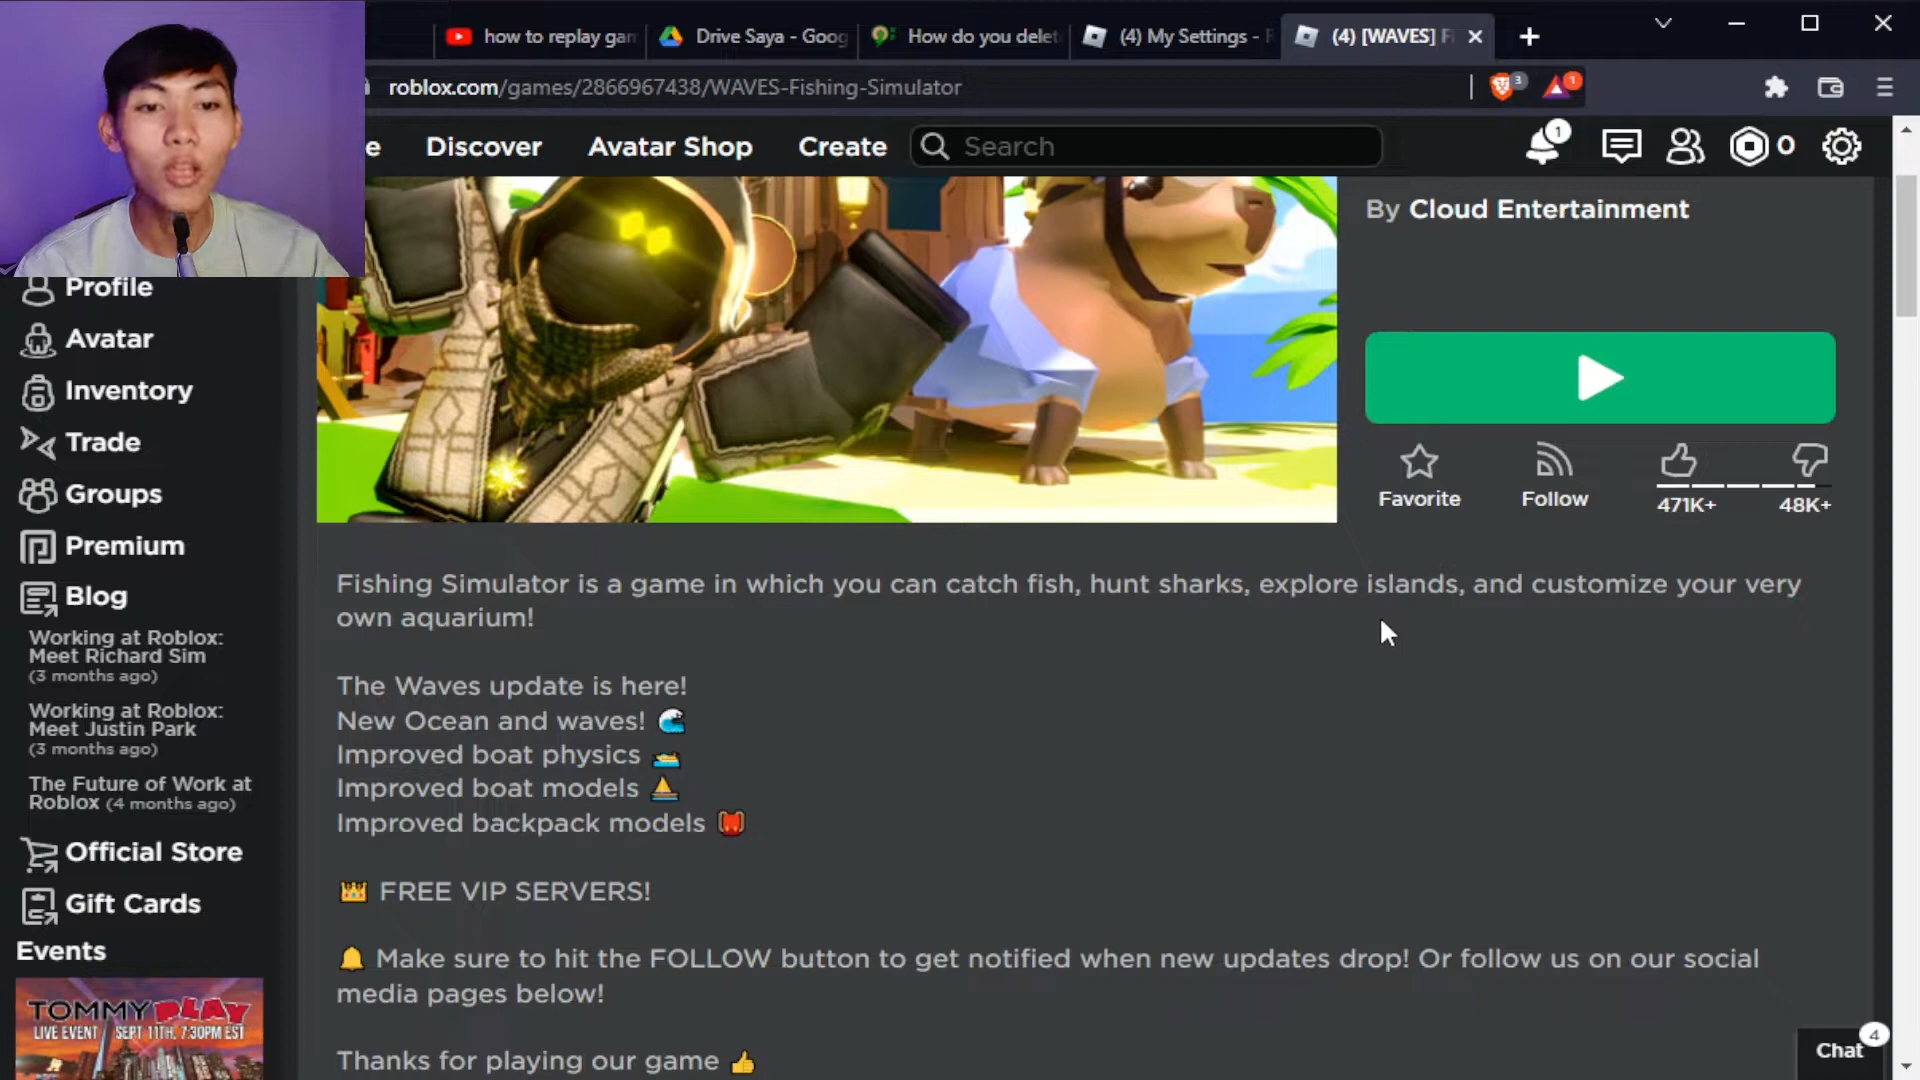 how to replay gam
Drive Saya - Goog
How do you delet
(4) My Settings -
(4) [WAVES] Fi
roblox.com/games/2866967438/WAVES-Fishing-Simulator
3
1
e
Discover
Avatar Shop
Create
Search
1
0
By Cloud Entertainment
Profile
Avatar
Inventory
Trade
Groups
Premium
Blog
Working at Roblox:
Meet Richard Sim
(3 months ago)
Working at Roblox:
Meet Justin Park
(3 months ago)
The Future of Work at
Roblox (4 months ago)
Official Store
Gift Cards
Events
TOMMY PLAY
LIVE EVENT SEPT 11TH, 7:30PM EST
Favorite
Follow
471K+
48K+
Fishing Simulator is a game in which you can catch fish, hunt sharks, explore islands, and customize your very
own aquarium!
The Waves update is here!
New Ocean and waves! 🌊
Improved boat physics 🚤
Improved boat models ⛵
Improved backpack models 🎒
👑 FREE VIP SERVERS!
🔔 Make sure to hit the FOLLOW button to get notified when new updates drop! Or follow us on our social
media pages below!
Thanks for playing our game 👍
Chat
4